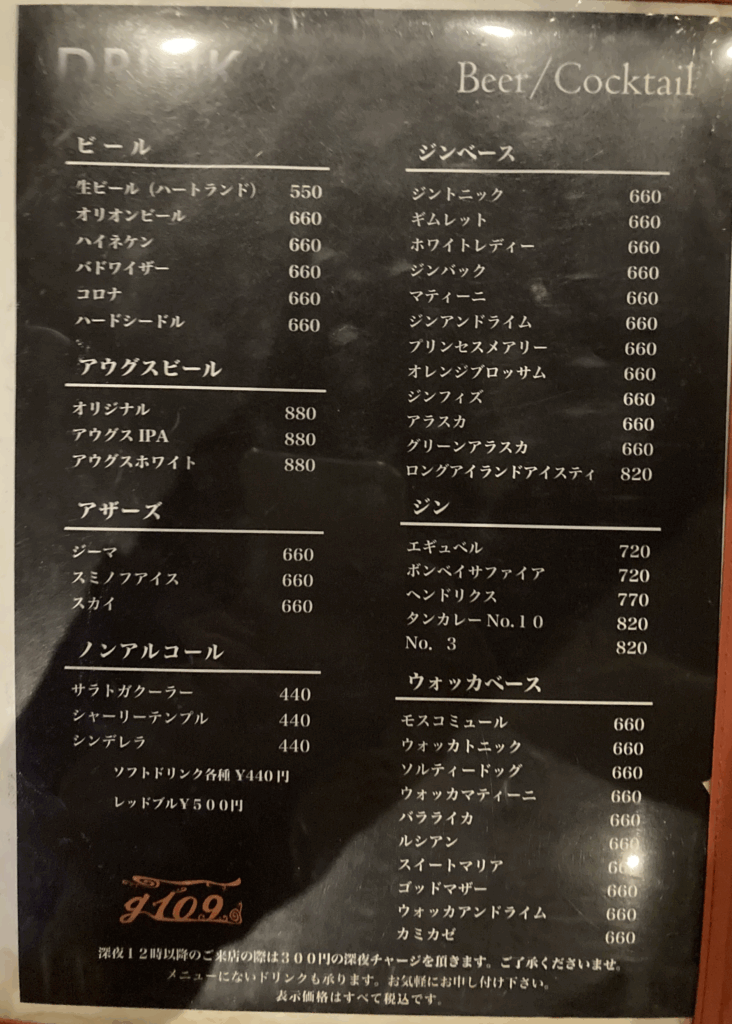 DRINK
Beer/Cocktail
ビール
生ビール（ハートランド） 550
オリオンビール 660
ハイネケン 660
バドワイザー 660
コロナ 660
ハードシードル 660
アウグスビール
オリジナル 880
アウグスIPA 880
アウグスホワイト 880
アザーズ
ジーマ 660
スミノフアイス 660
スカイ 660
ノンアルコール
サラトガクーラー 440
シャーリーテンプル 440
シンデレラ 440
ソフトドリンク各種 ¥440円
レッドブル¥500円
ジンベース
ジントニック 660
ギムレット 660
ホワイトレディー 660
ジンバック 660
マティーニ 660
ジンアンドライム 660
プリンセスメアリー 660
オレンジブロッサム 660
ジンフィズ 660
アラスカ 660
グリーンアラスカ 660
ロングアイランドアイスティ 820
ジン
エギュベル 720
ボンベイサファイア 720
ヘンドリクス 770
タンカレーNo.10 820
No. 3 820
ウォッカベース
モスコミュール 660
ウォッカトニック 660
ソルティードッグ 660
ウォッカマティーニ 660
バラライカ 660
ルシアン 660
スイートマリア
ゴッドマザー 660
ウォッカアンドライム 660
カミカゼ 660
g109
深夜12時以降のご来店の際は300円の深夜チャージを頂きます。ご了承くださいませ。
メニューにないドリンクも承ります。お気軽にお申し付け下さい。
表示価格はすべて税込です。